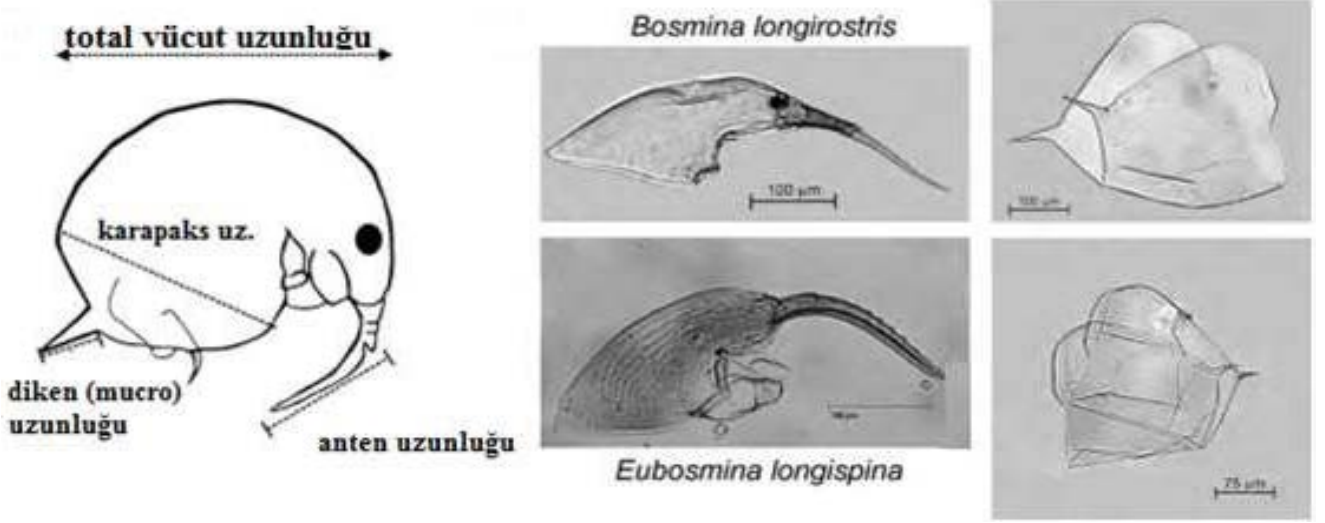 total vücut uzunluğu
karapaks uz.
diken (mucro)
uzunluğu
anten uzunluğu
Bosmina longirostris
100 µm
Eubosmina longispina
100 µm
75 µm